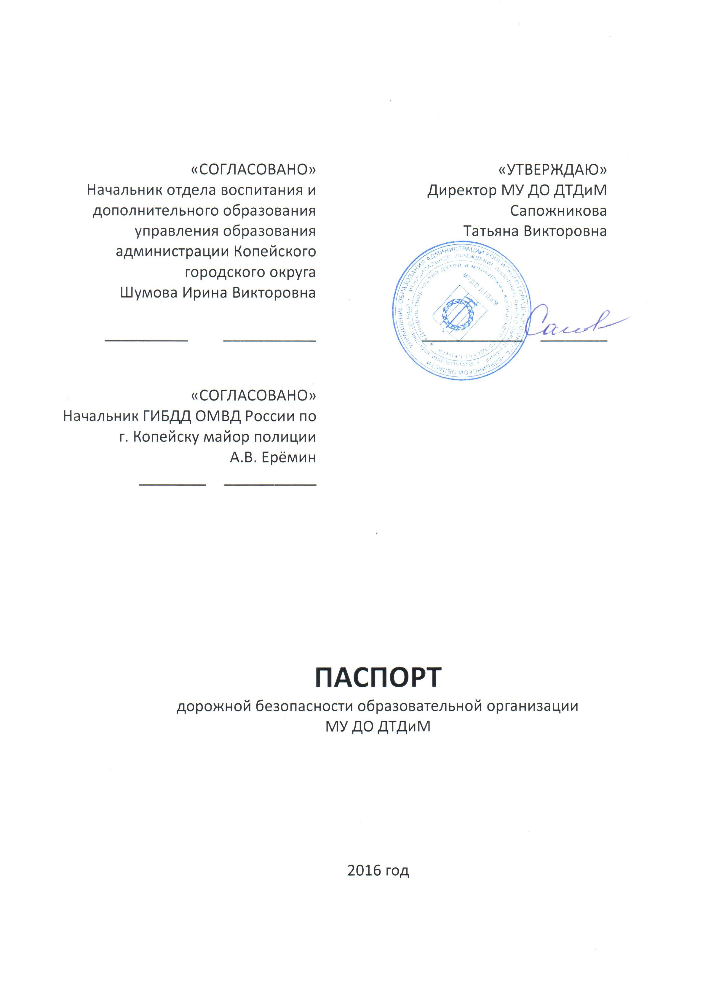 «СОГЛАСОВАНО»
Начальник отдела воспитания и
дополнительного образования
управления образования
администрации Копейского
городского округа
Шумова Ирина Викторовна
«УТВЕРЖДАЮ»
Директор МУ ДО ДТДиМ
Сапожникова
Татьяна Викторовна
УПРАВЛЕНИЕ ОБРАЗОВАНИЯ АДМИНИСТРАЦИИ КОПЕЙСКОГО ГОРОДСКОГО ОКРУГА ЧЕЛЯБИНСКОЙ ОБЛАСТИ
МУНИЦИПАЛЬНОЕ УЧРЕЖДЕНИЕ ДОПОЛНИТЕЛЬНОГО ОБРАЗОВАНИЯ
«Дворец творчества детей и молодежи» Копейского городского округа
МУДО ДТДиМ
«СОГЛАСОВАНО»
Начальник ГИБДД ОМВД России по
г. Копейску майор полиции
А.В. Ерёмин
ПАСПОРТ
дорожной безопасности образовательной организации
МУ ДО ДТДиМ
2016 год